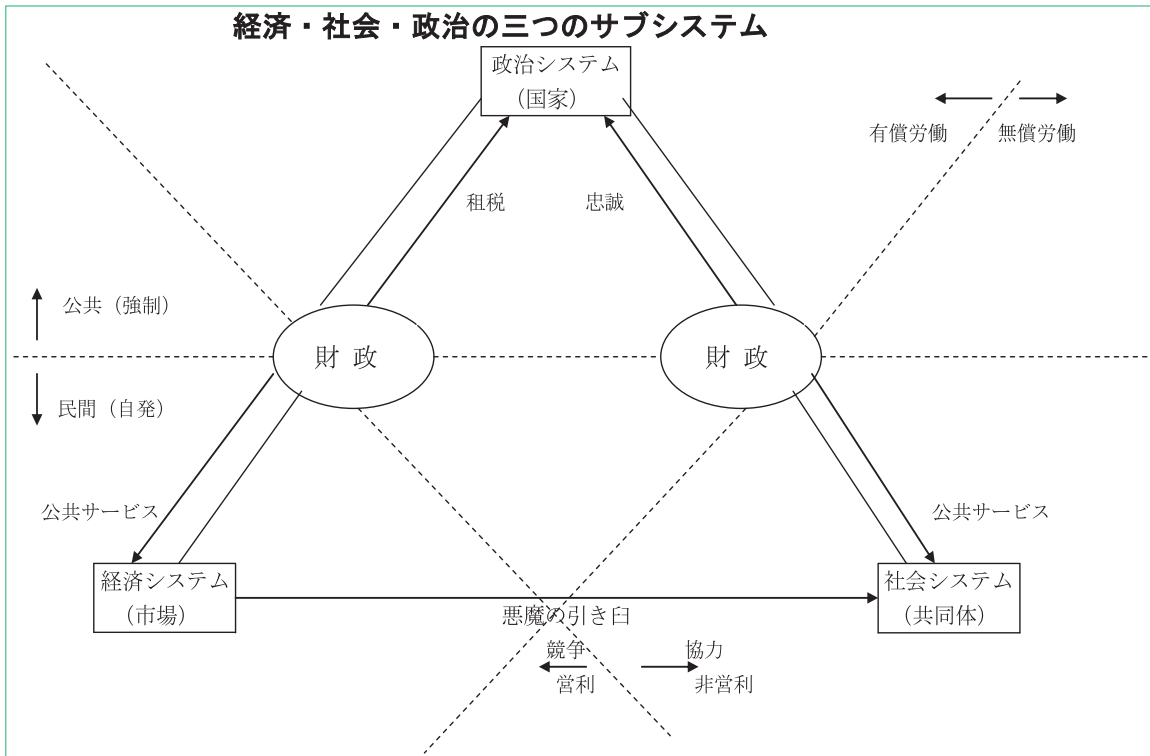 経済・社会・政治の三つのサブシステム
政治システム
（国家）
有償労働
無償労働
租税
忠誠
公共（強制）
財 政
財 政
民間（自発）
公共サービス
公共サービス
経済システム
（市場）
社会システム
（共同体）
悪魔の引き臼
競争
協力
営利
非営利